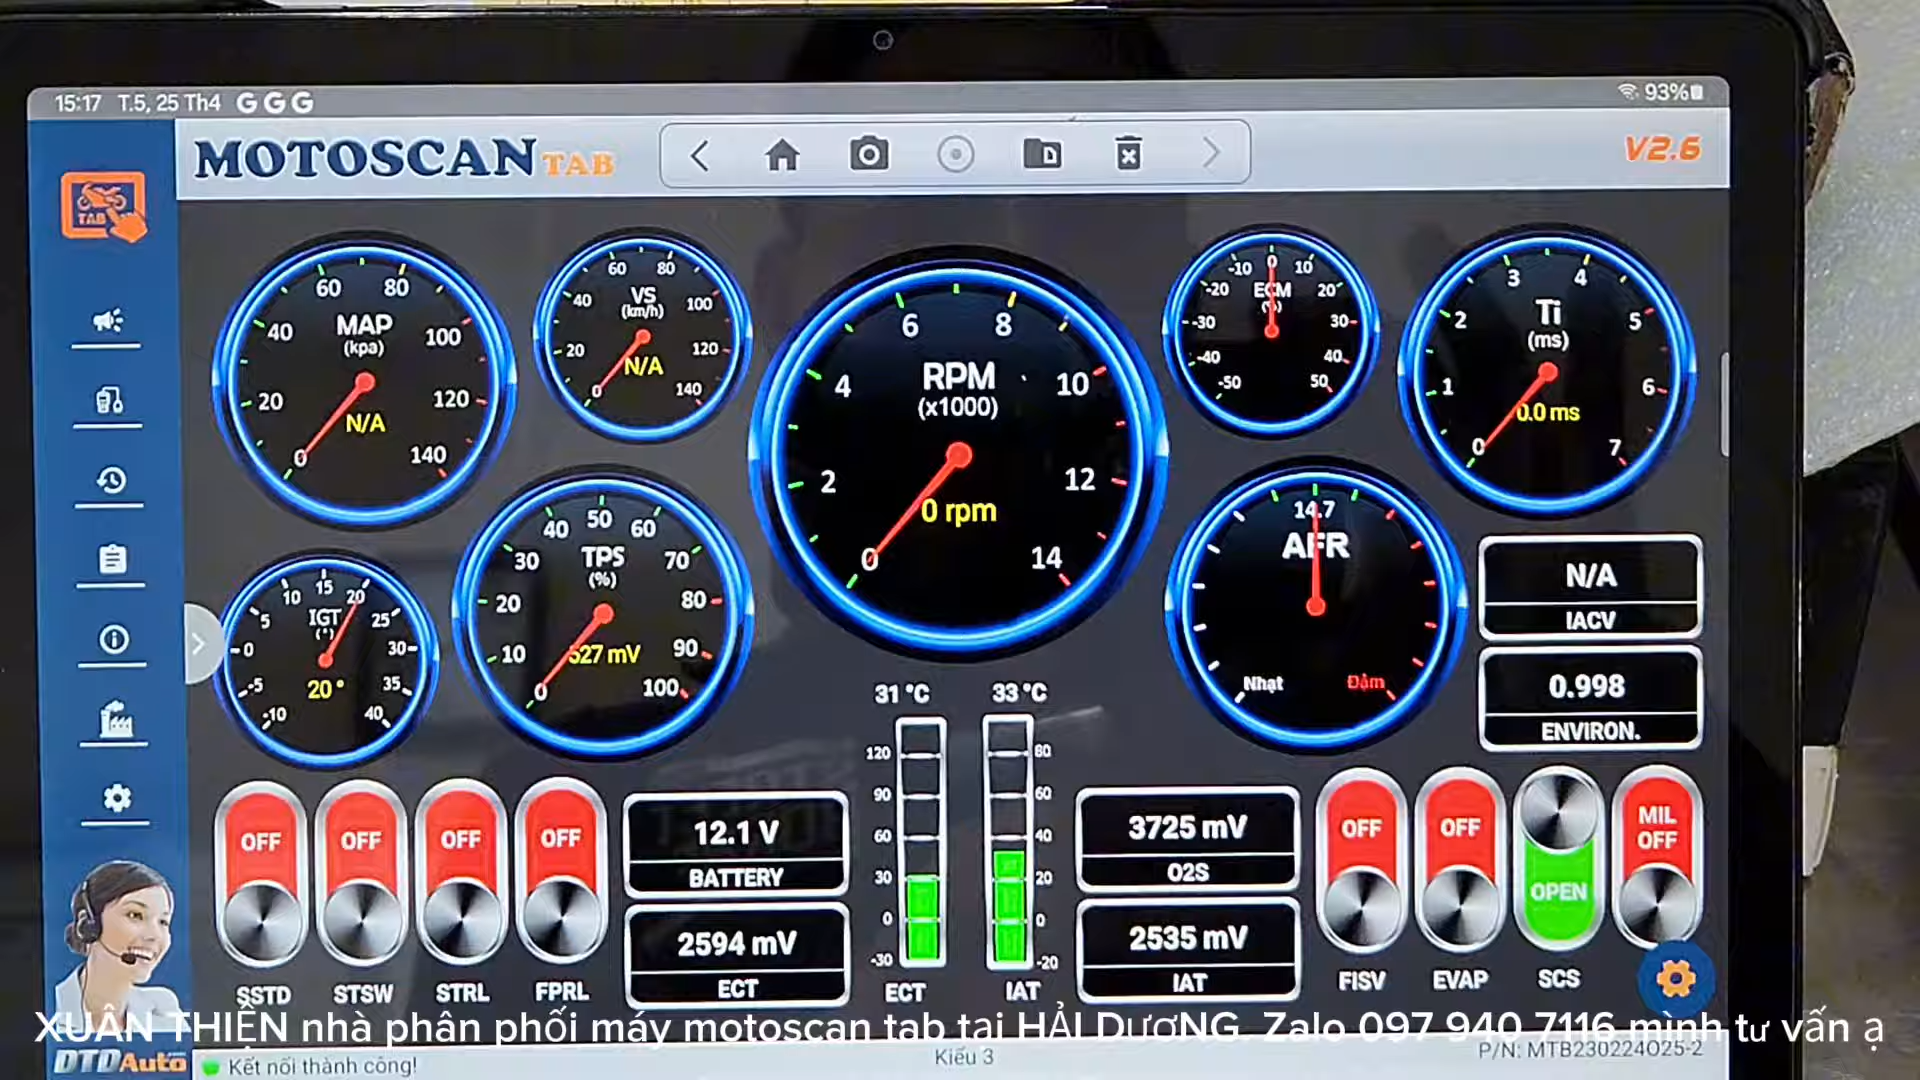 15:17 T.5, 25 Th4 G G G
93%
MOTOSCAN TAB
V2.6
TAB
60 80
40 100
MAP
(kpa)
20 120
N/A
0 140
60 80
40 VS 100
(km/h)
20 120
N/A
0 140
6 8
4 RPM 10
(x1000)
2 12
0 rpm
0 14
-10 0 10
-20 ECM 20
(%)
-30 30
-40 40
-50 50
3 4
2 Ti 5
(ms)
1 6
0.0 ms
0 7
10 15 20
5 IGT 25
(°)
0 30
-5 20 ° 35
-10 40
40 50 60
30 TPS 70
(%)
20 80
10 527 mV 90
0 100
14.7
AFR
Nhạt Đậm
N/A
IACV
0.998
ENVIRON.
31 °C 33 °C
120 80
90 60
60 40
30 20
0 0
-30 -20
ECT IAT
OFF OFF OFF OFF
SSTD STSW STRL FPRL
12.1 V
BATTERY
2594 mV
ECT
3725 mV
O2S
2535 mV
IAT
OFF OFF OPEN MIL OFF
FISV EVAP SCS
XUÂN THIỆN nhà phân phối máy motoscan tab tại HẢI DƯƠNG. Zalo 097 940 7116 mình tư vấn ạ
DTDAuto
Kết nối thành công!
Kiểu 3
P/N: MTB230224025-2